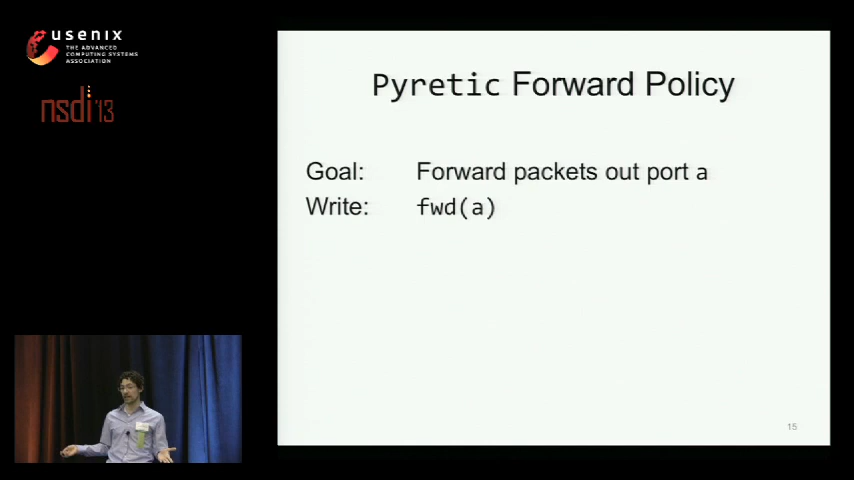 usenix
THE ADVANCED
COMPUTING SYSTEMS
ASSOCIATION
nsdi '13
Pyretic Forward Policy
Goal: Forward packets out port a
Write: fwd(a)
15